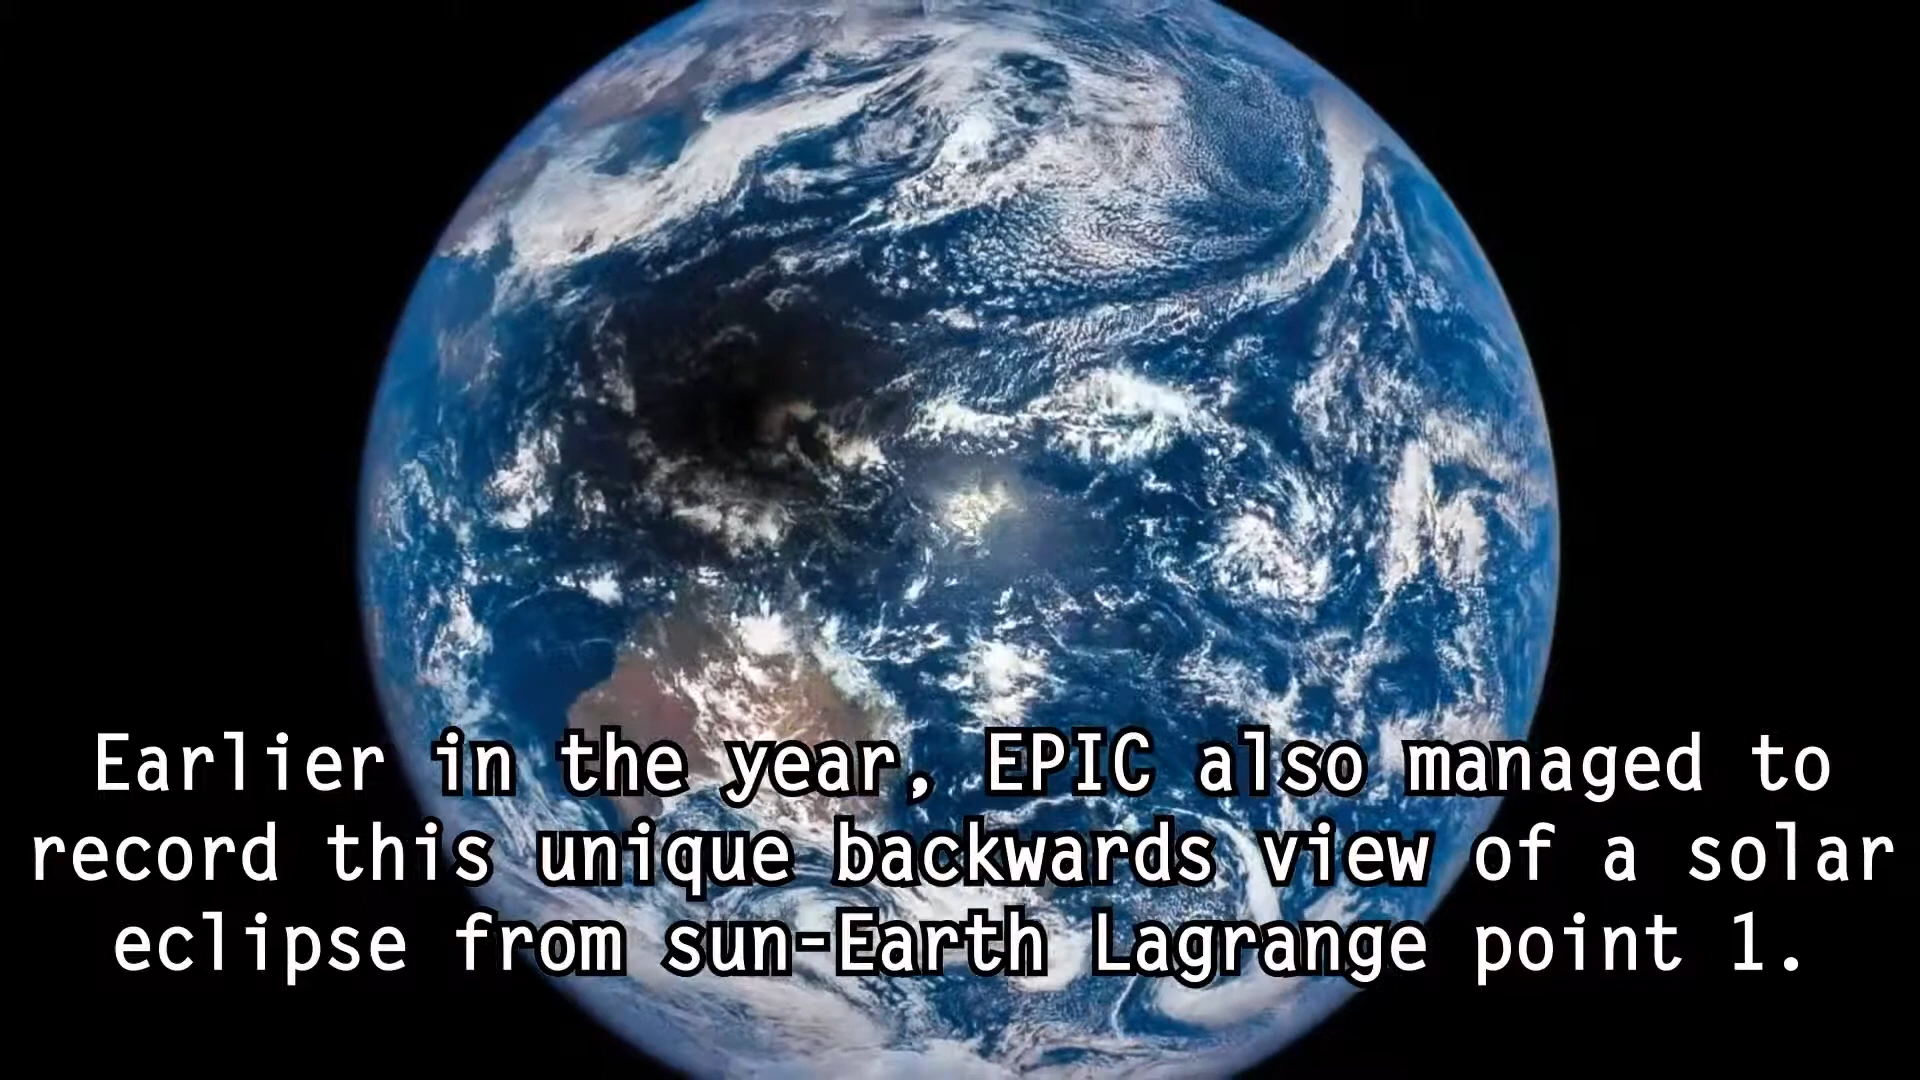 Earlier in the year, EPIC also managed to
record this unique backwards view of a solar
eclipse from sun-Earth Lagrange point 1.